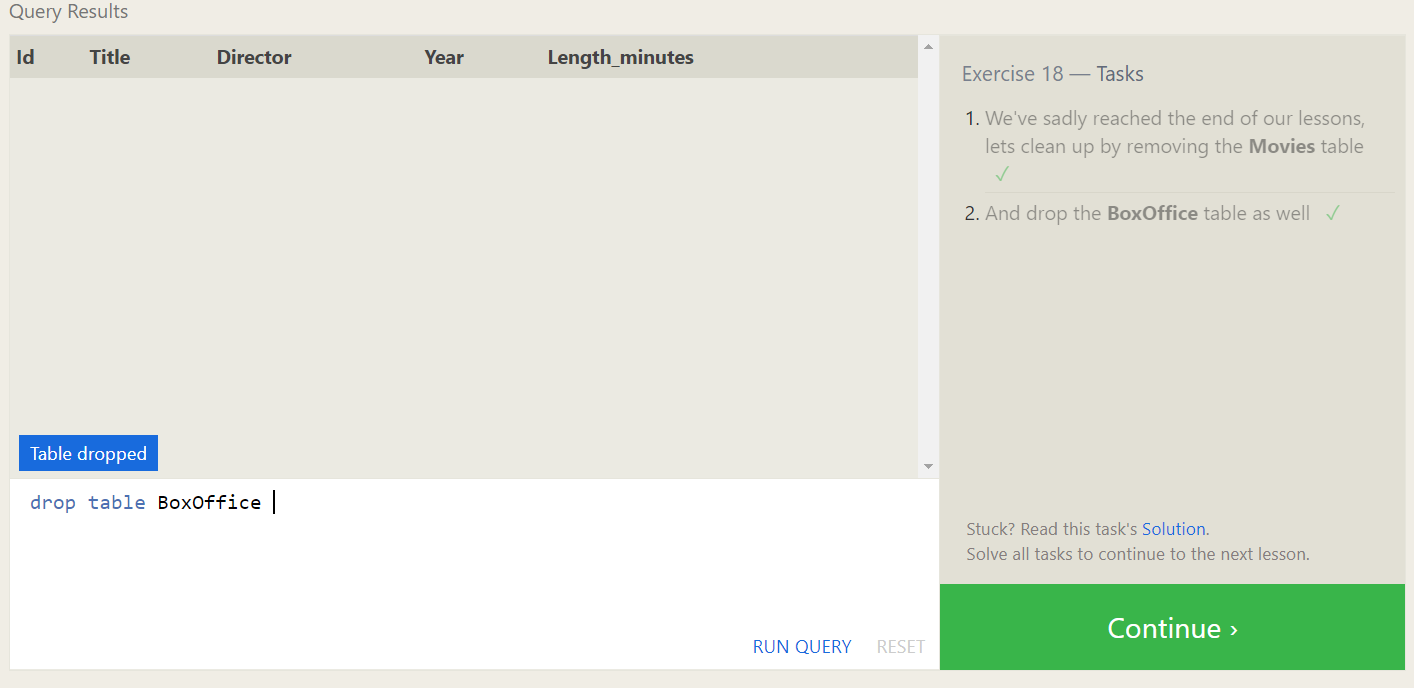 Query Results
Id Title Director Year Length_minutes
Table dropped
drop table BoxOffice
RUN QUERY RESET
Exercise 18 — Tasks
1. We've sadly reached the end of our lessons,
lets clean up by removing the Movies table
✓
2. And drop the BoxOffice table as well ✓
Stuck? Read this task's Solution.
Solve all tasks to continue to the next lesson.
Continue ›